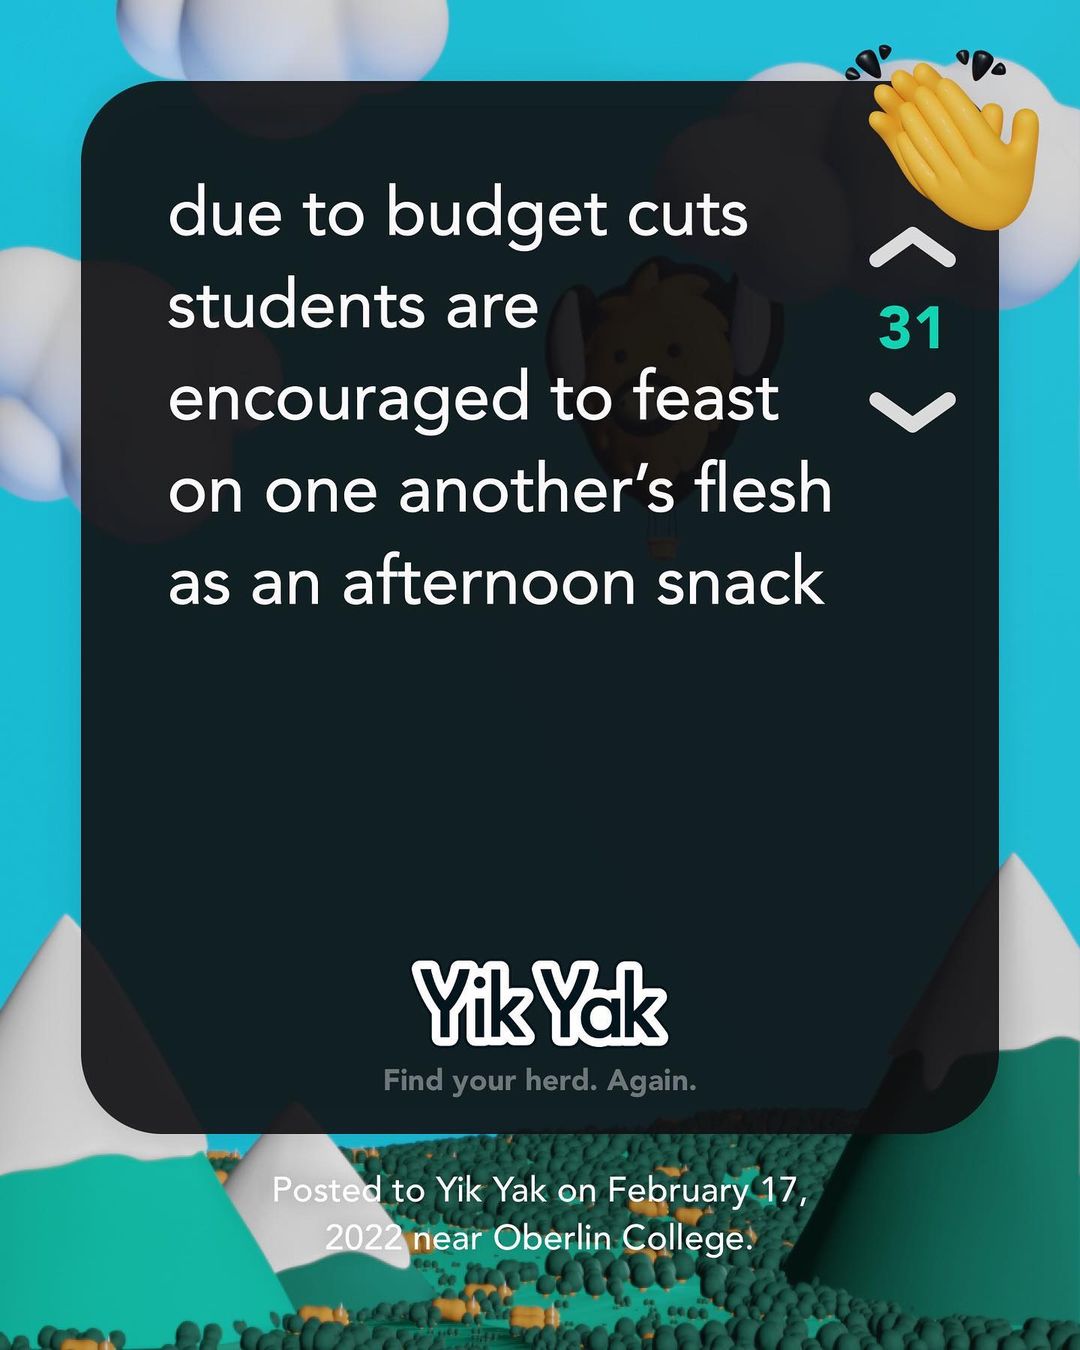 due to budget cuts
students are
encouraged to feast
on one another’s flesh
as an afternoon snack
31
Yik Yak
Find your herd. Again.
Posted to Yik Yak on February 17,
2022 near Oberlin College.